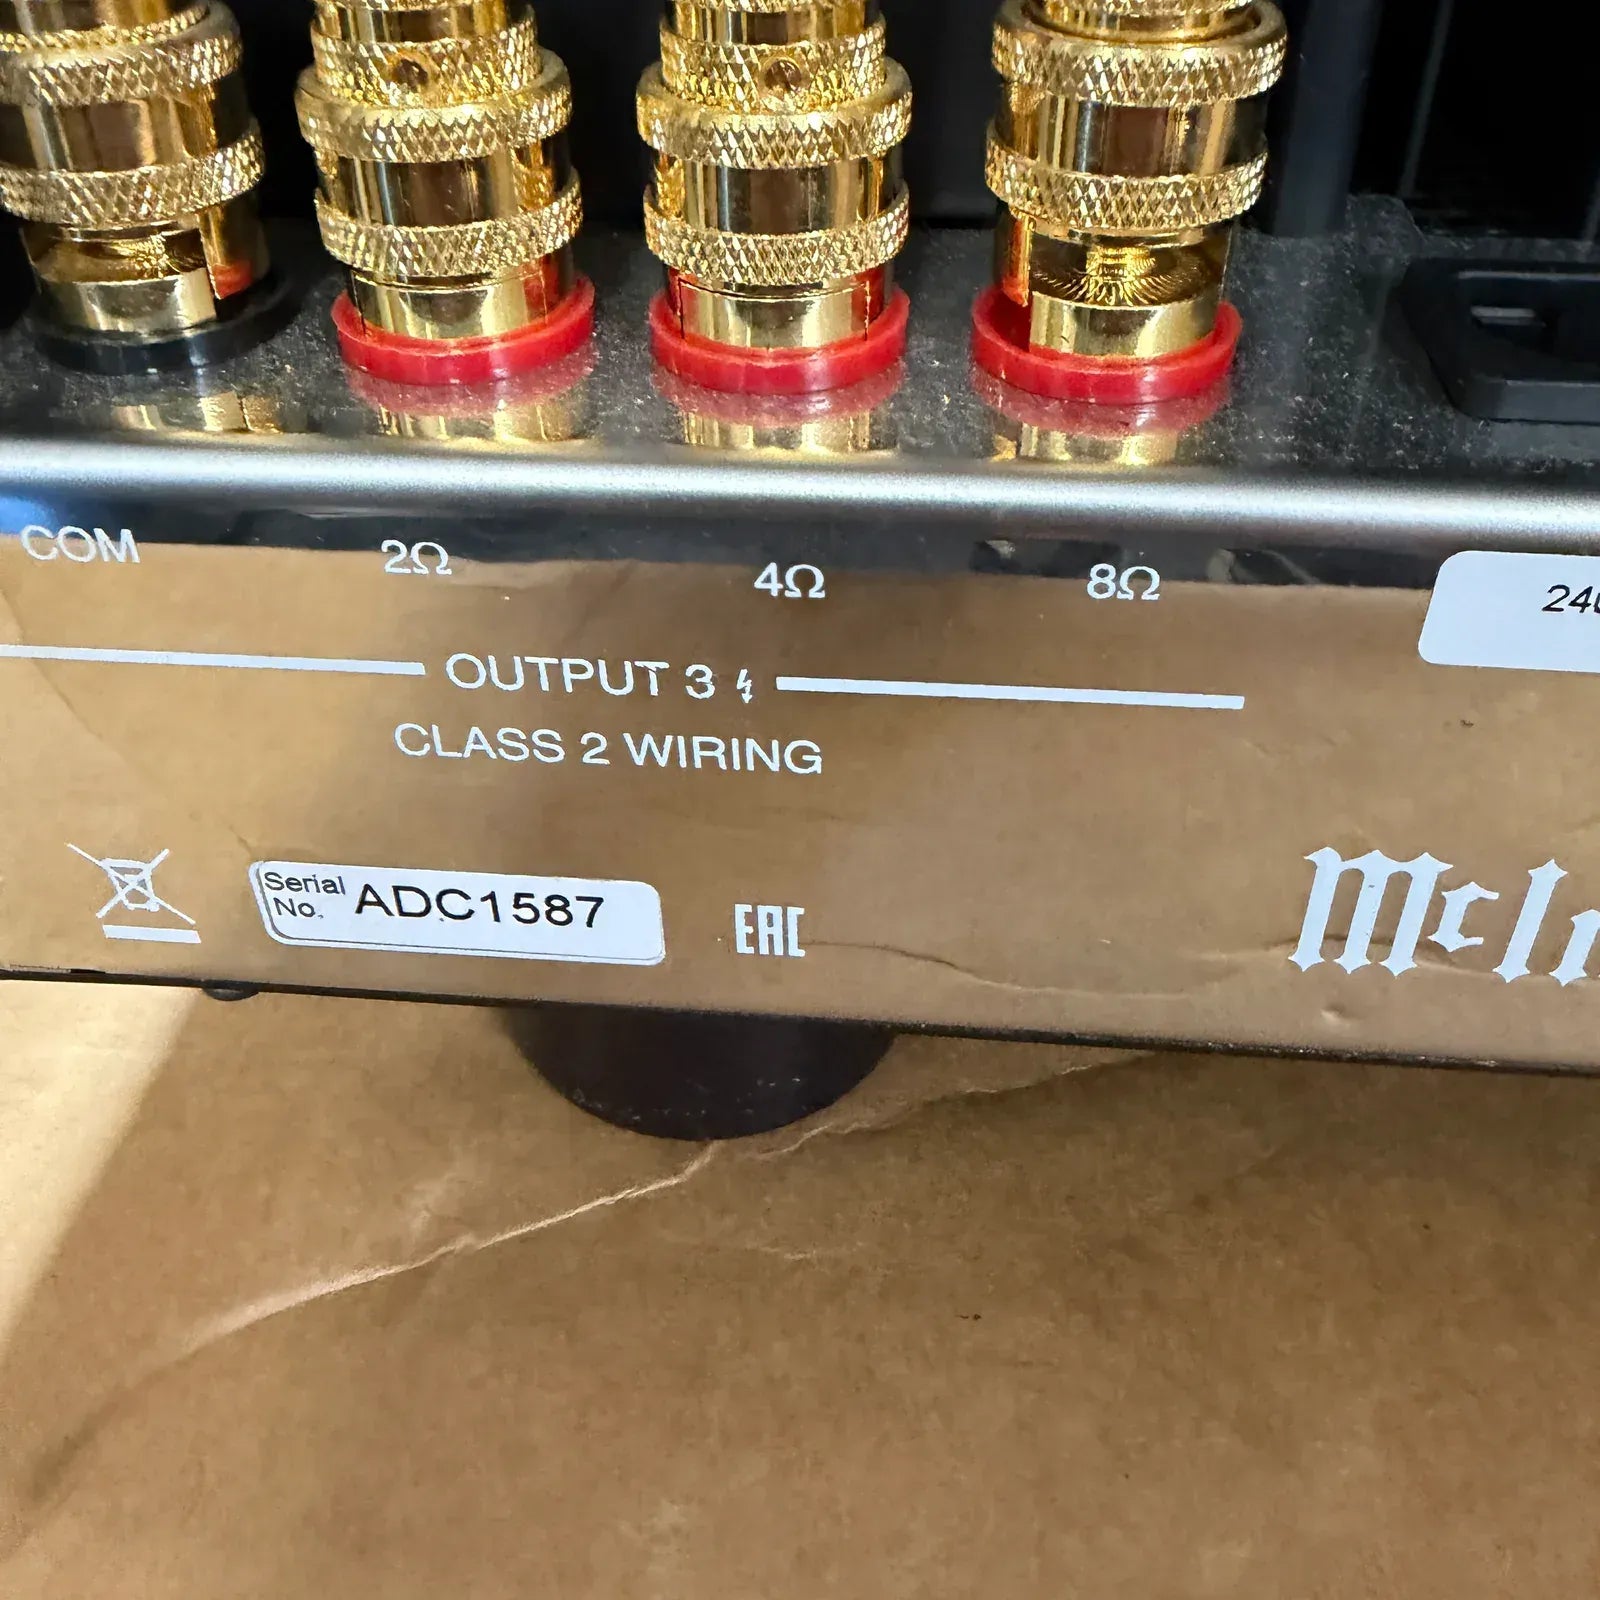 COM 2Ω 4Ω 8Ω
OUTPUT 3
CLASS 2 WIRING
Serial No. ADC1587
EAC